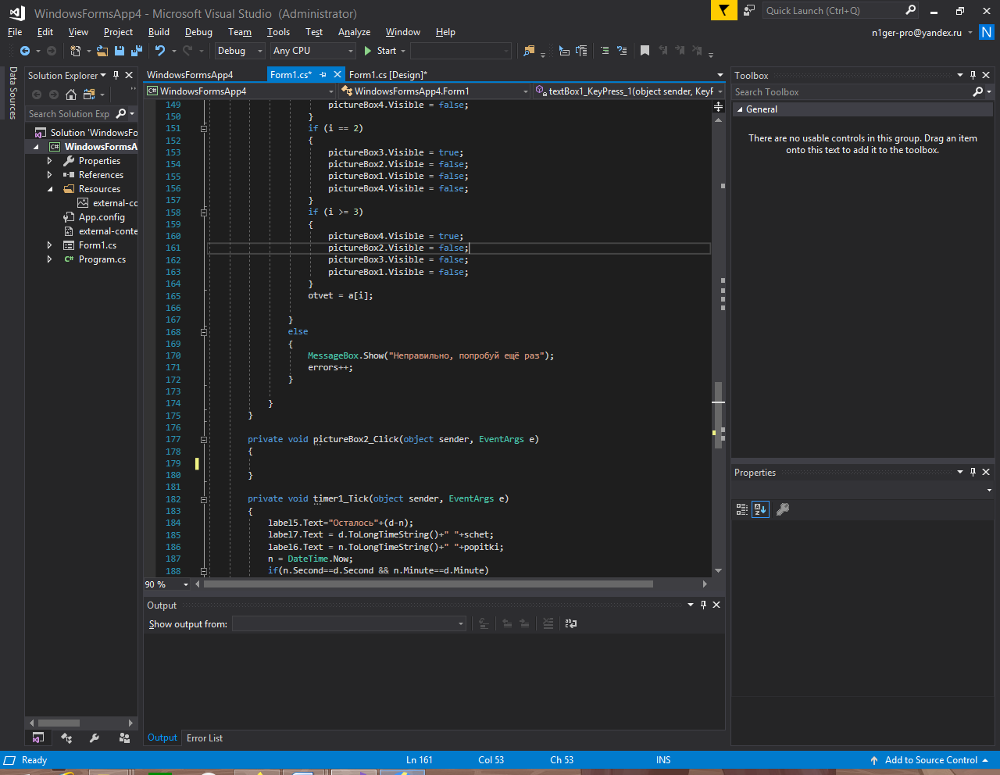 WindowsFormsApp4 - Microsoft Visual Studio (Administrator)
Quick Launch (Ctrl+Q)
File Edit View Project Build Debug Team Tools Test Analyze Window Help
n1ger-pro@yandex.ru N
Debug Any CPU Start
Data Sources
Solution Explorer
Search Solution Exp
Solution 'WindowsFo
WindowsFormsA
Properties
References
Resources
external-co
App.config
external-conte
Form1.cs
Program.cs
WindowsFormsApp4 Form1.cs* Form1.cs [Design]*
WindowsFormsApp4 WindowsFormsApp4.Form1 textBox1_KeyPress_1(object sender, KeyP
149 pictureBox4.Visible = false;
150 }
151 if (i == 2)
152 {
153 pictureBox3.Visible = true;
154 pictureBox2.Visible = false;
155 pictureBox1.Visible = false;
156 pictureBox4.Visible = false;
157 }
158 if (i >= 3)
159 {
160 pictureBox4.Visible = true;
161 pictureBox2.Visible = false;
162 pictureBox3.Visible = false;
163 pictureBox1.Visible = false;
164 }
165 otvet = a[i];
166
167 }
168 else
169 {
170 MessageBox.Show("Неправильно, попробуй ещё раз");
171 errors++;
172 }
173
174 }
175 }
176
177 private void pictureBox2_Click(object sender, EventArgs e)
178 {
179
180 }
181
182 private void timer1_Tick(object sender, EventArgs e)
183 {
184 label5.Text="Осталось"+(d-n);
185 label7.Text = d.ToLongTimeString()+" "+schet;
186 label6.Text = n.ToLongTimeString()+" "+popitki;
187 n = DateTime.Now;
188 if(n.Second==d.Second && n.Minute==d.Minute)
90 %
Output
Show output from:
Output Error List
Toolbox
Search Toolbox
General
There are no usable controls in this group. Drag an item
onto this text to add it to the toolbox.
Properties
Ready Ln 161 Col 53 Ch 53 INS Add to Source Control